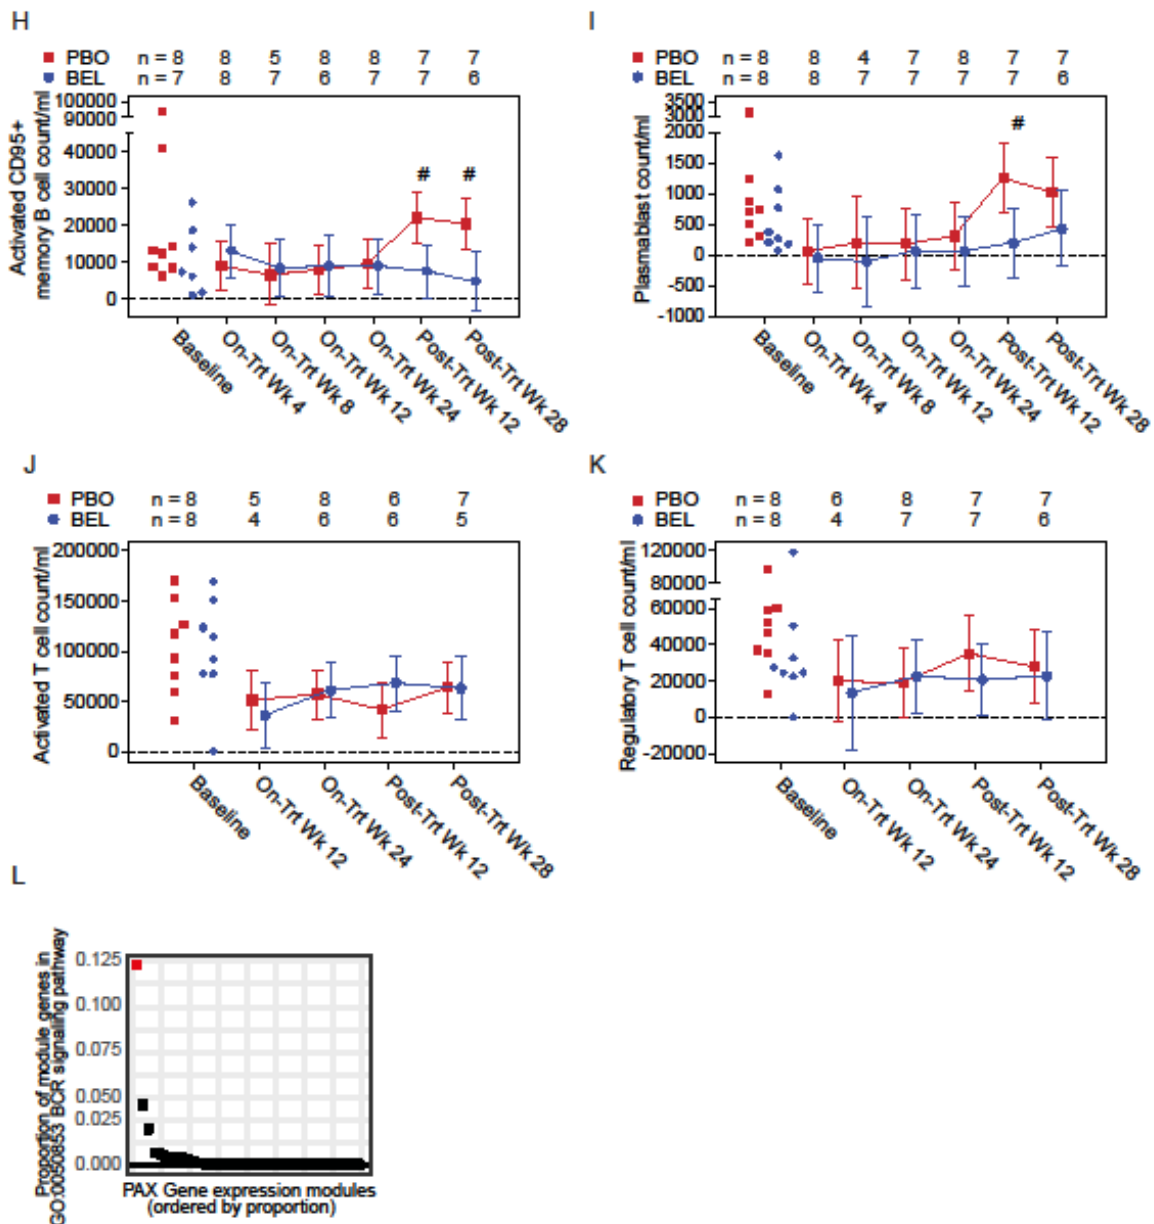 H
PBO n = 8 8 5 8 8 7 7
BEL n = 7 8 7 6 7 7 6
Activated CD95+
memory B cell count/ml
100000
90000
40000
30000
20000
10000
0
# #
Baseline
On-Trt Wk 4
On-Trt Wk 8
On-Trt Wk 12
On-Trt Wk 24
Post-Trt Wk 12
Post-Trt Wk 28
I
PBO n = 8 8 4 7 8 7 7
BEL n = 8 8 7 7 7 7 6
Plasmablast count/ml
3500
3000
2000
1500
1000
500
0
-500
-1000
#
Baseline
On-Trt Wk 4
On-Trt Wk 8
On-Trt Wk 12
On-Trt Wk 24
Post-Trt Wk 12
Post-Trt Wk 28
J
PBO n = 8 5 8 6 7
BEL n = 8 4 6 6 5
Activated T cell count/ml
200000
150000
100000
50000
0
Baseline
On-Trt Wk 12
On-Trt Wk 24
Post-Trt Wk 12
Post-Trt Wk 28
K
PBO n = 8 6 8 7 7
BEL n = 8 4 7 7 6
Regulatory T cell count/ml
120000
80000
60000
40000
20000
0
-20000
Baseline
On-Trt Wk 12
On-Trt Wk 24
Post-Trt Wk 12
Post-Trt Wk 28
L
Proportion of module genes in
GO:0050853 BCR signaling pathway
0.125
0.100
0.075
0.050
0.025
0.000
PAX Gene expression modules
(ordered by proportion)